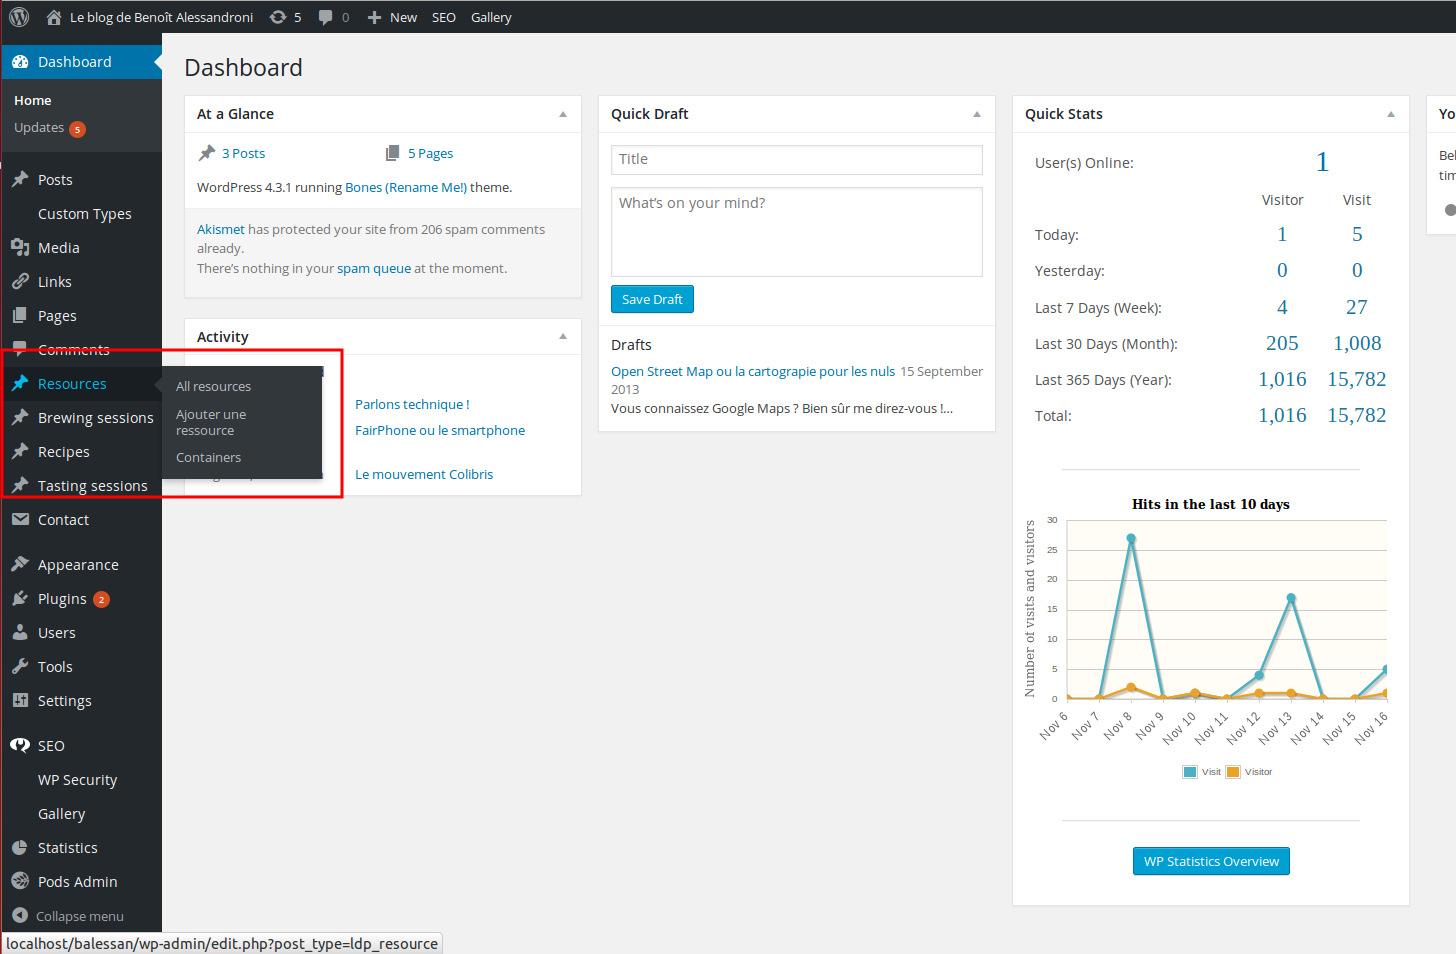 Le blog de Benoît Alessandroni 5 0 New SEO Gallery
Dashboard
Home
Updates 5
Posts
Custom Types
Media
Links
Pages
Comments
Resources
Brewing sessions
Recipes
Tasting sessions
Contact
Appearance
Plugins 2
Users
Tools
Settings
SEO
WP Security
Gallery
Statistics
Pods Admin
Collapse menu
All resources
Ajouter une
ressource
Containers
Dashboard
At a Glance
3 Posts 5 Pages
WordPress 4.3.1 running Bones (Rename Me!) theme.
Akismet has protected your site from 206 spam comments
already.
There's nothing in your spam queue at the moment.
Activity
Parlons technique !
FairPhone ou le smartphone
Le mouvement Colibris
Quick Draft
Title
What's on your mind?
Save Draft
Drafts
Open Street Map ou la cartograpie pour les nuls 15 September
2013
Vous connaissez Google Maps ? Bien sûr me direz-vous !...
Quick Stats
User(s) Online: 1
Visitor Visit
Today: 1 5
Yesterday: 0 0
Last 7 Days (Week): 4 27
Last 30 Days (Month): 205 1,008
Last 365 Days (Year): 1,016 15,782
Total: 1,016 15,782
Hits in the last 10 days
Number of visits and visitors
30
25
20
15
10
5
0
Nov 6 Nov 7 Nov 8 Nov 9 Nov 10 Nov 11 Nov 12 Nov 13 Nov 14 Nov 15 Nov 16
Visit Visitor
WP Statistics Overview
Yo
Bel
tim
localhost/balessan/wp-admin/edit.php?post_type=ldp_resource